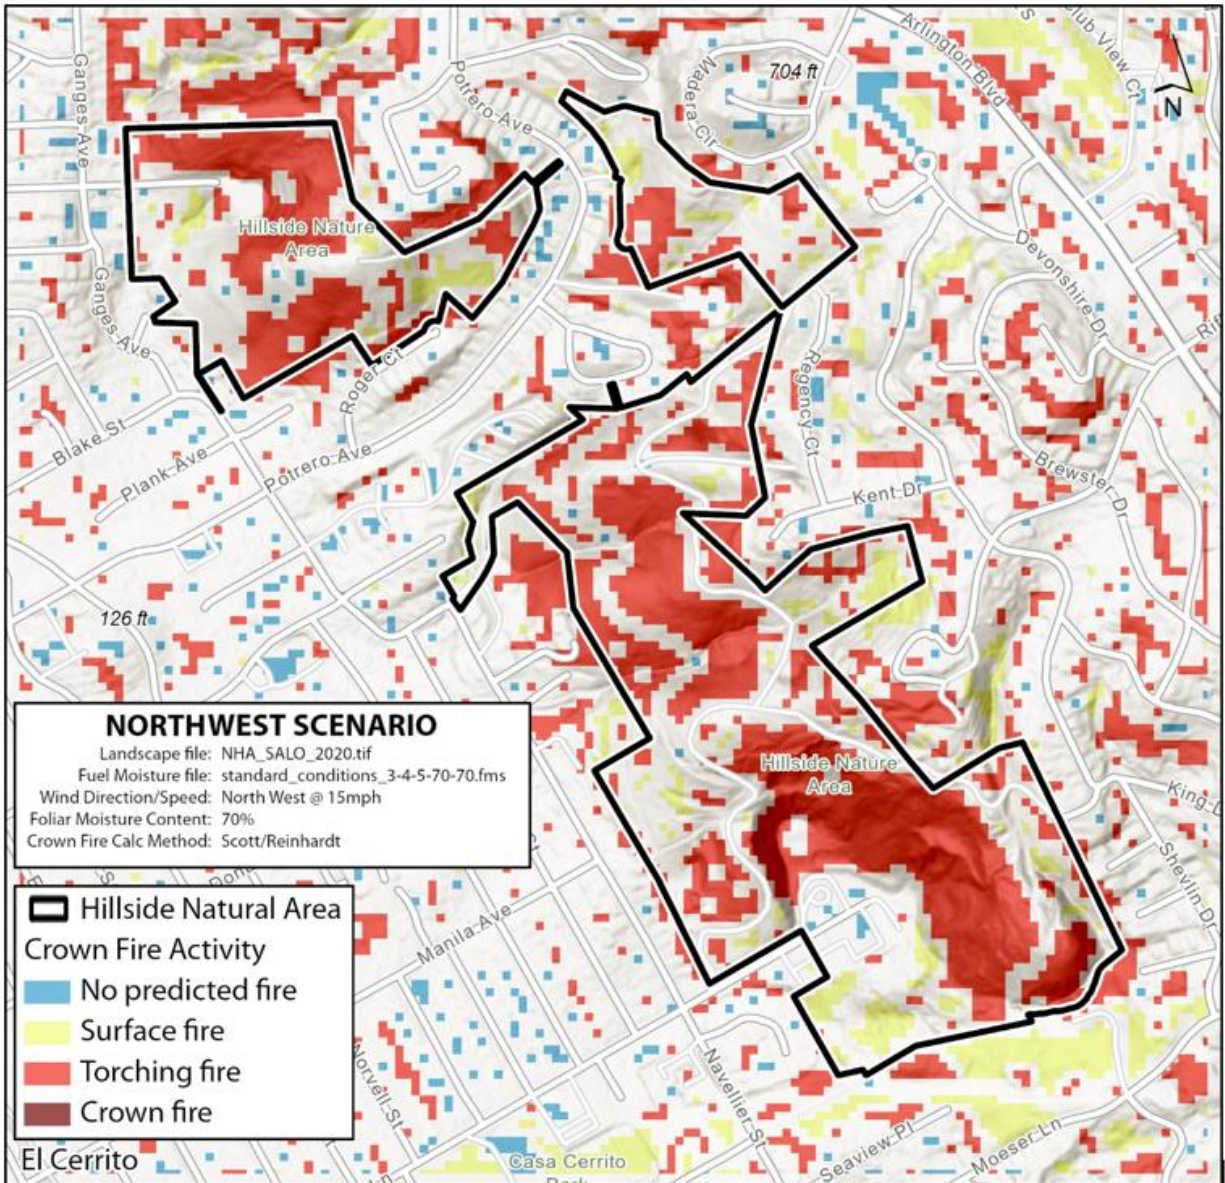 Club View Ct
Arlington Blvd
704 ft
Madera Cir
Potrero Ave
Ganges Ave
N
Hillside Nature
Area
Devonshire Dr
Ganges Ave
Roger Ct
Regency Ct
Blake St
Plank Ave
Potrero Ave
Brewster Dr
Kent Dr
126 ft
NORTHWEST SCENARIO
Landscape file: NHA_SALO_2020.tif
Fuel Moisture file: standard_conditions_3-4-5-70-70.fms
Wind Direction/Speed: North West @ 15mph
Foliar Moisture Content: 70%
Crown Fire Calc Method: Scott/Reinhardt
Hillside Nature
Area
King
Shevlin Dr
Manila Ave
Hillside Natural Area
Crown Fire Activity
No predicted fire
Surface fire
Torching fire
Crown fire
Norvell St
Navellier St
Seaview Pl
Moeser Ln
El Cerrito
Casa Cerrito
Park